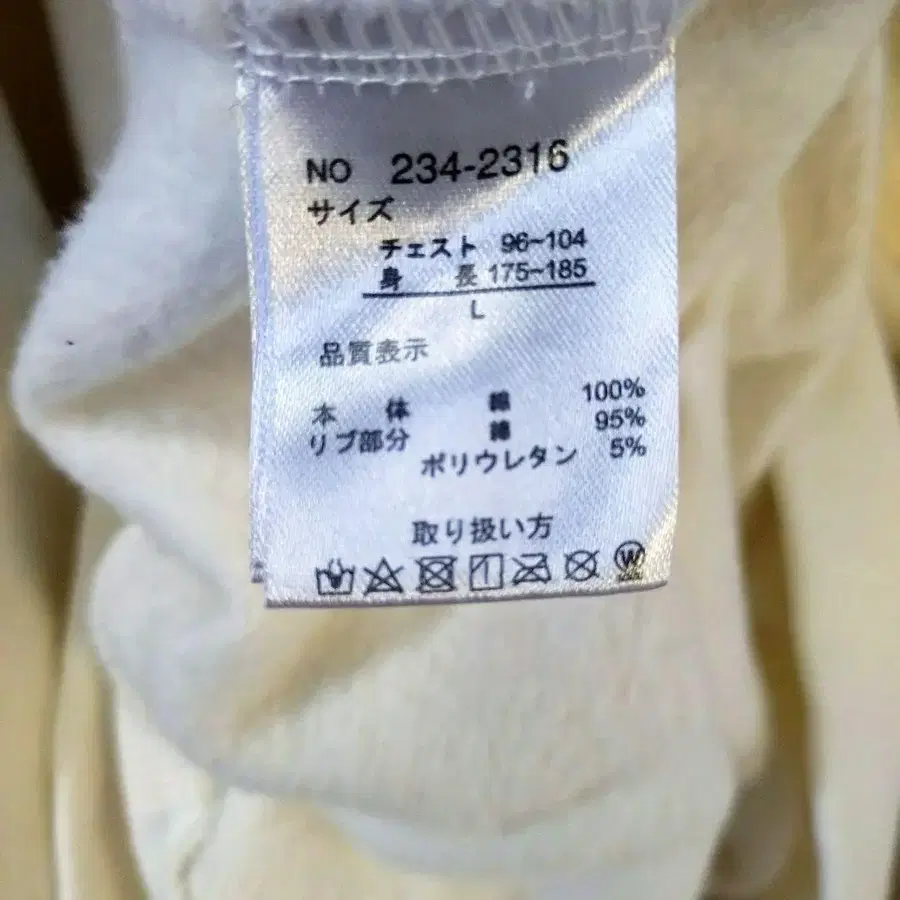 NO 234-2316
サイズ
チェスト 96~104
身 長 175~185
L
品質表示
本 体 綿 100%
リブ部分 綿 95%
ポリウレタン 5%
取り扱い方
W